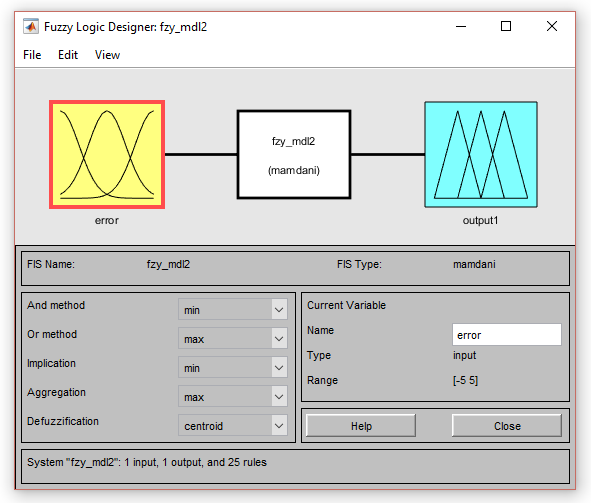 Fuzzy Logic Designer: fzy_mdl2
File Edit View
fzy_mdl2
(mamdani)
error
output1
FIS Name: fzy_mdl2 FIS Type: mamdani
And method min
Or method max
Implication min
Aggregation max
Defuzzification centroid
Current Variable
Name error
Type input
Range [-5 5]
Help Close
System "fzy_mdl2": 1 input, 1 output, and 25 rules